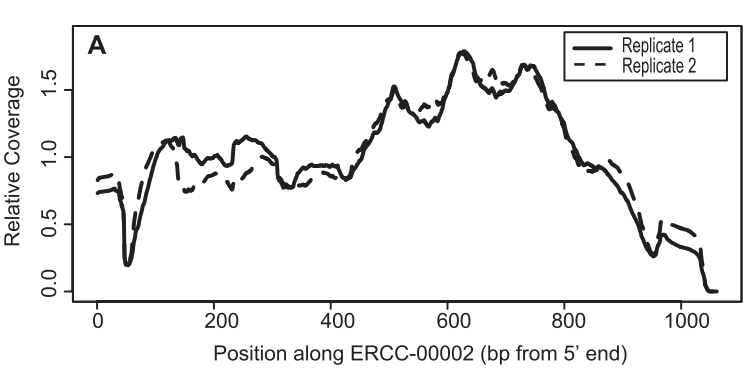 A
Replicate 1
Replicate 2
Relative Coverage
1.5
1.0
0.5
0.0
0 200 400 600 800 1000
Position along ERCC-00002 (bp from 5’ end)